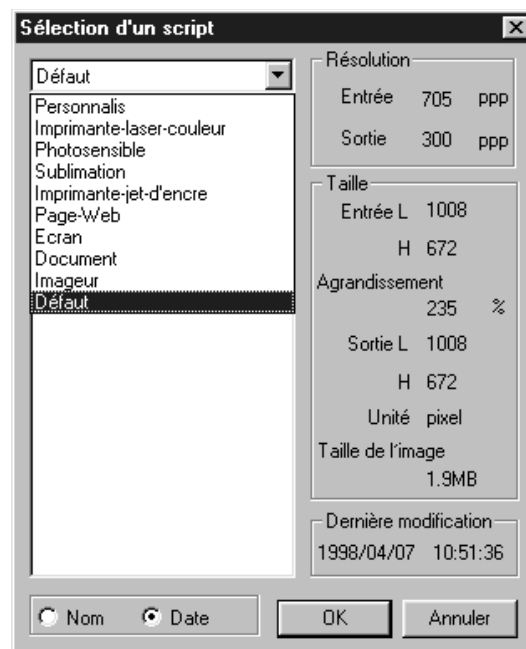 Sélection d'un script
Défaut
Personnalis
Imprimante-laser-couleur
Photosensible
Sublimation
Imprimante-jet-d'encre
Page-Web
Ecran
Document
Imageur
Défaut
Nom
Date
Résolution
Entrée 705 ppp
Sortie 300 ppp
Taille
Entrée L 1008
H 672
Agrandissement
235 %
Sortie L 1008
H 672
Unité pixel
Taille de l'image
1.9MB
Dernière modification
1998/04/07 10:51:36
OK
Annuler